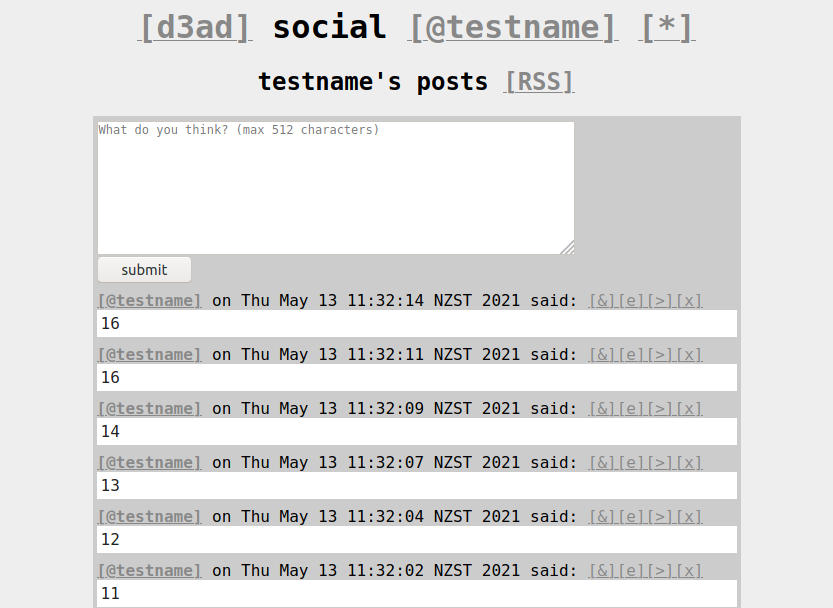 [d3ad] social [@testname] [*]
testname's posts [RSS]
What do you think? (max 512 characters)
submit
[@testname] on Thu May 13 11:32:14 NZST 2021 said: [&][e][>][x]
16
[@testname] on Thu May 13 11:32:11 NZST 2021 said: [&][e][>][x]
16
[@testname] on Thu May 13 11:32:09 NZST 2021 said: [&][e][>][x]
14
[@testname] on Thu May 13 11:32:07 NZST 2021 said: [&][e][>][x]
13
[@testname] on Thu May 13 11:32:04 NZST 2021 said: [&][e][>][x]
12
[@testname] on Thu May 13 11:32:02 NZST 2021 said: [&][e][>][x]
11